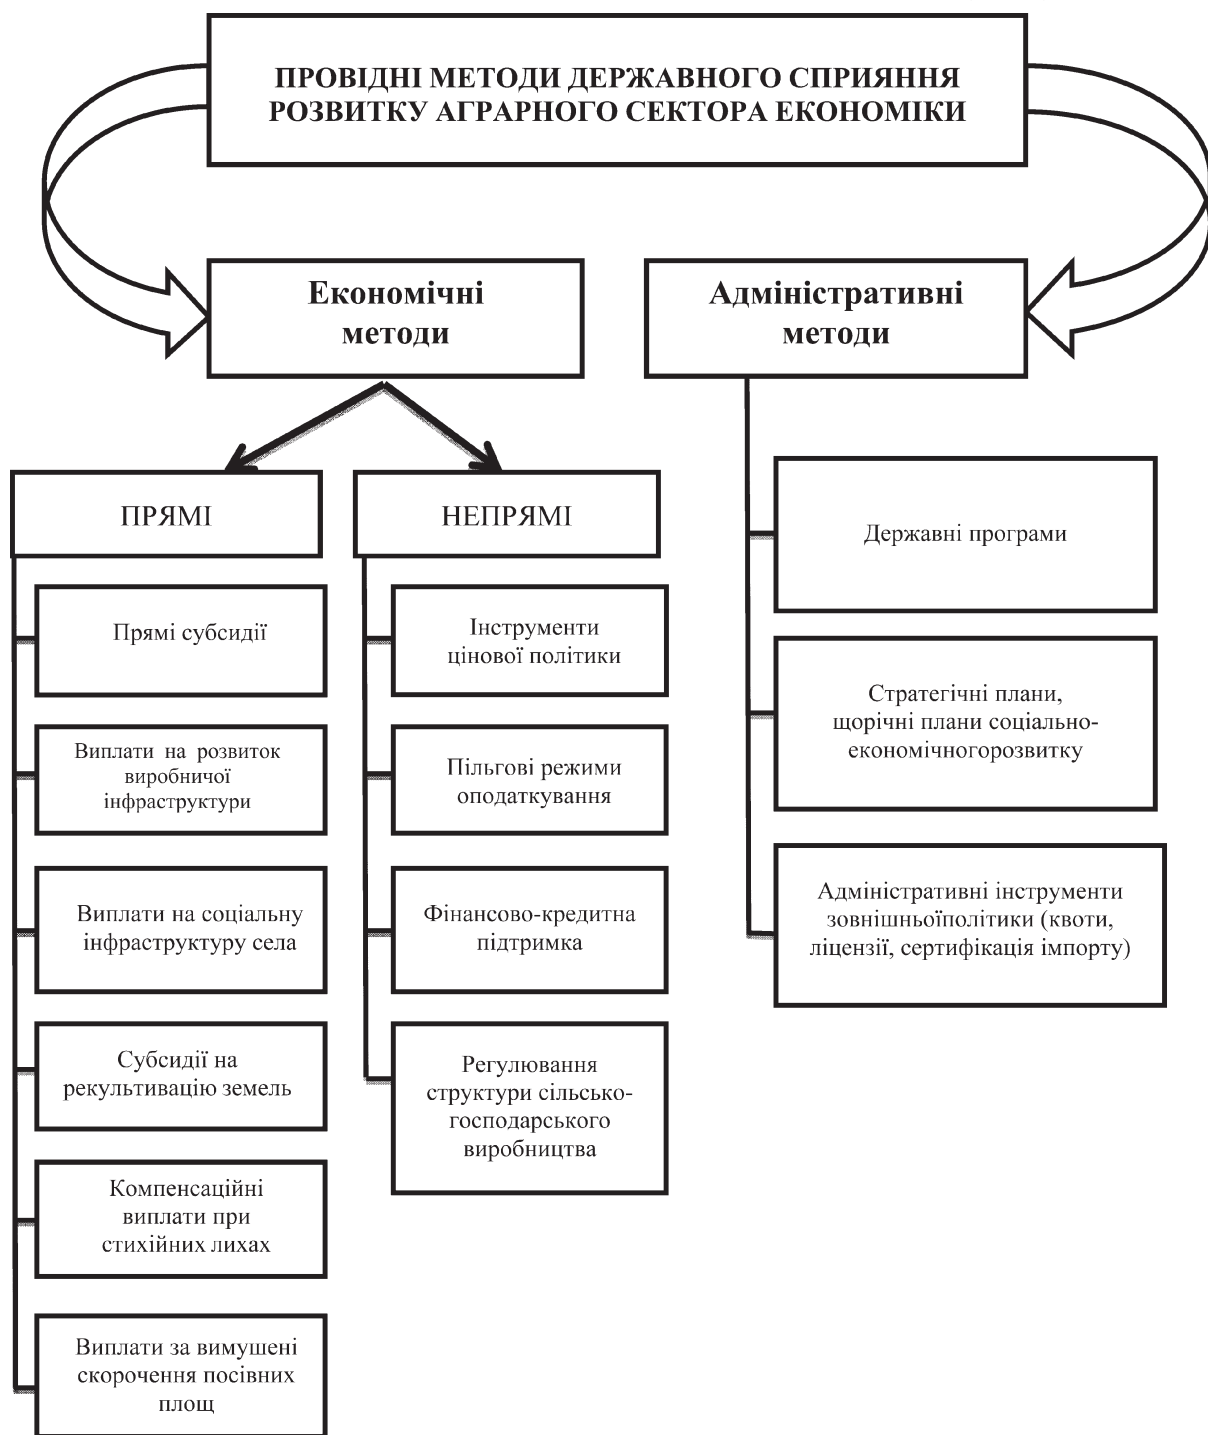 ПРОВІДНІ МЕТОДИ ДЕРЖАВНОГО СПРИЯННЯ
РОЗВИТКУ АГРАРНОГО СЕКТОРА ЕКОНОМІКИ
Економічні
методи
Адміністративні
методи
ПРЯМІ
Прямі субсидії
Виплати на розвиток
виробничої
інфраструктури
Виплати на соціальну
інфраструктуру села
Субсидії на
рекультивацію земель
Компенсаційні
виплати при
стихійних лихах
Виплати за вимушені
скорочення посівних
площ
НЕПРЯМІ
Інструменти
цінової політики
Пільгові режими
оподаткування
Фінансово-кредитна
підтримка
Регулювання
структури сільсько-
господарського
виробництва
Державні програми
Стратегічні плани,
щорічні плани соціально-
економічногорозвитку
Адміністративні інструменти
зовнішньоїполітики (квоти,
ліцензії, сертифікація імпорту)